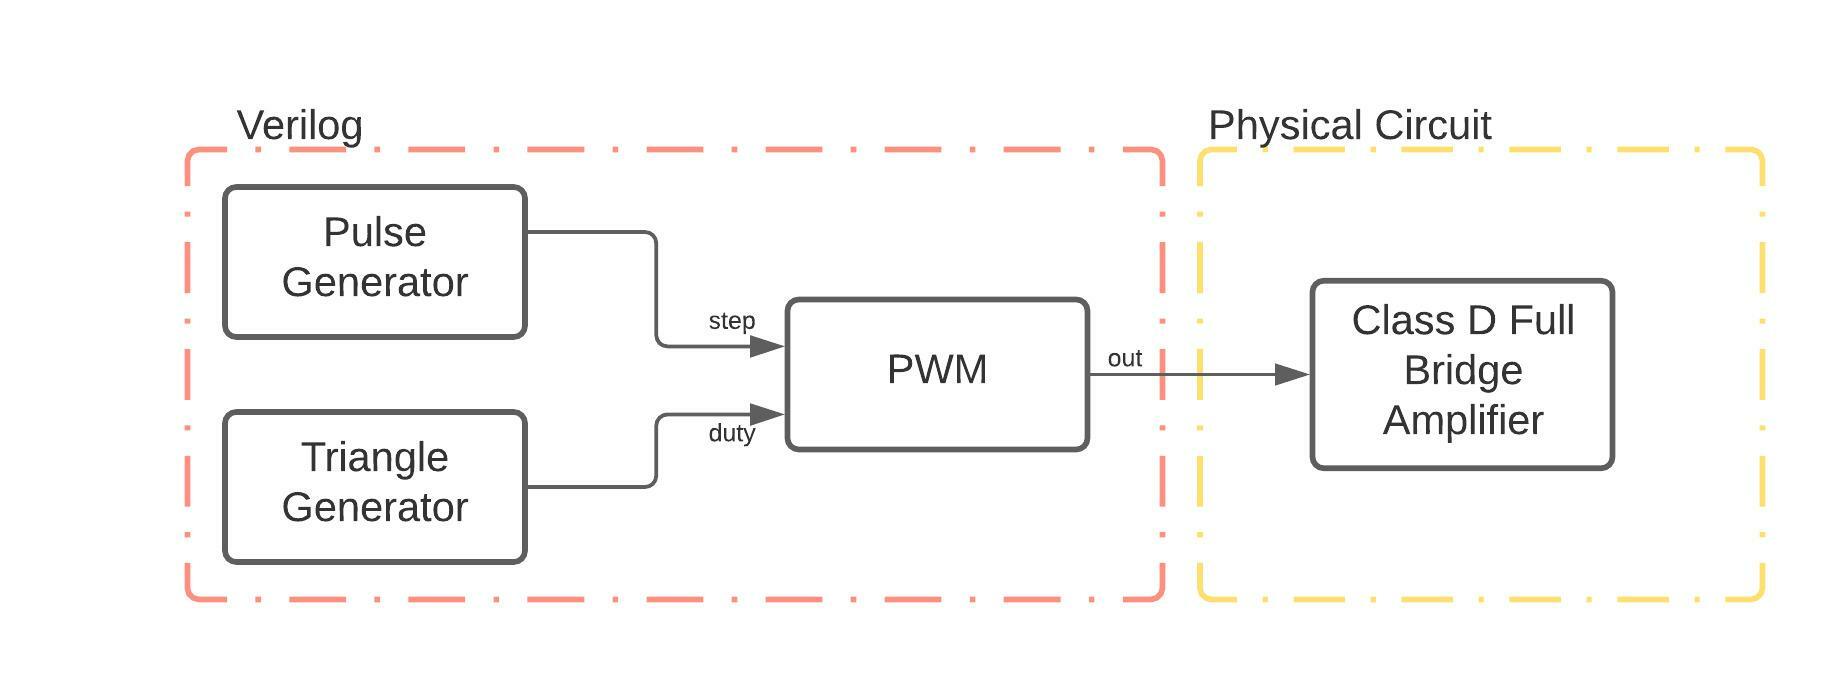 Verilog
Physical Circuit
Pulse
Generator
step
PWM
out
Class D Full
Bridge
Amplifier
duty
Triangle
Generator